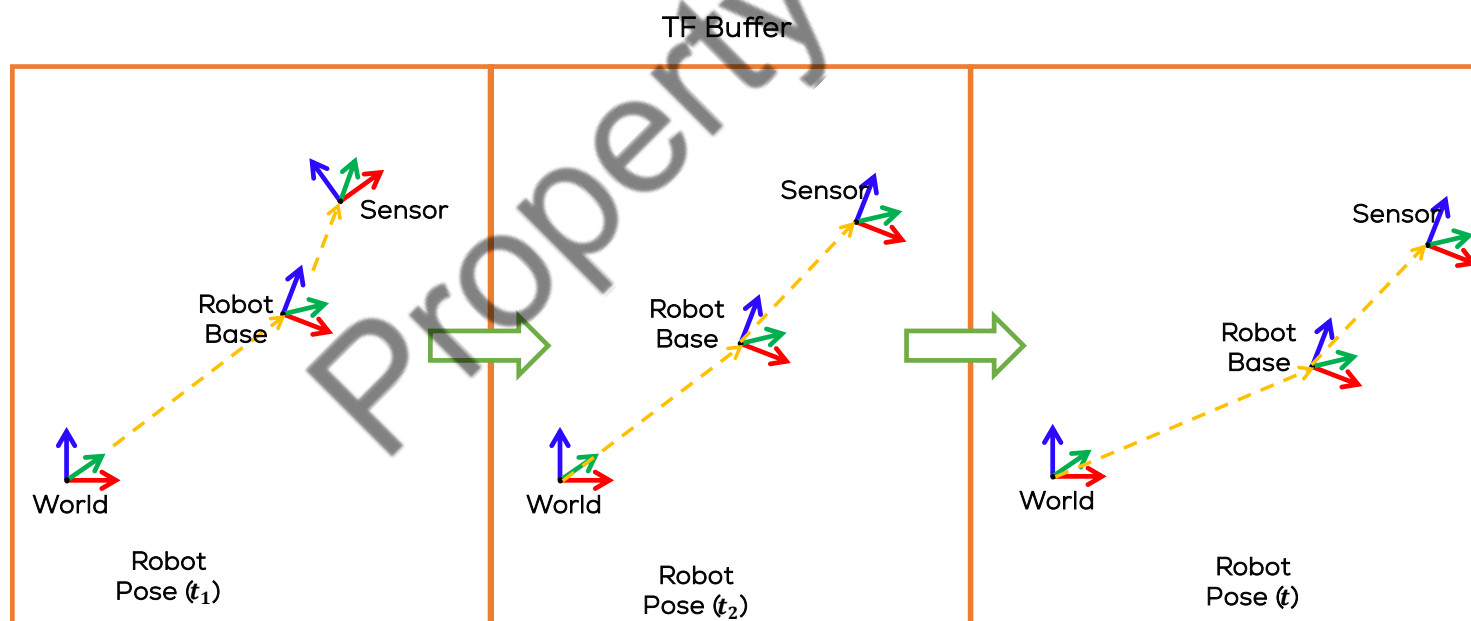 TF Buffer
Property
Sensor
Robot
Base
World
Robot
Pose (t₁)
Sensor
Robot
Base
World
Robot
Pose (t₂)
Sensor
Robot
Base
World
Robot
Pose (t)